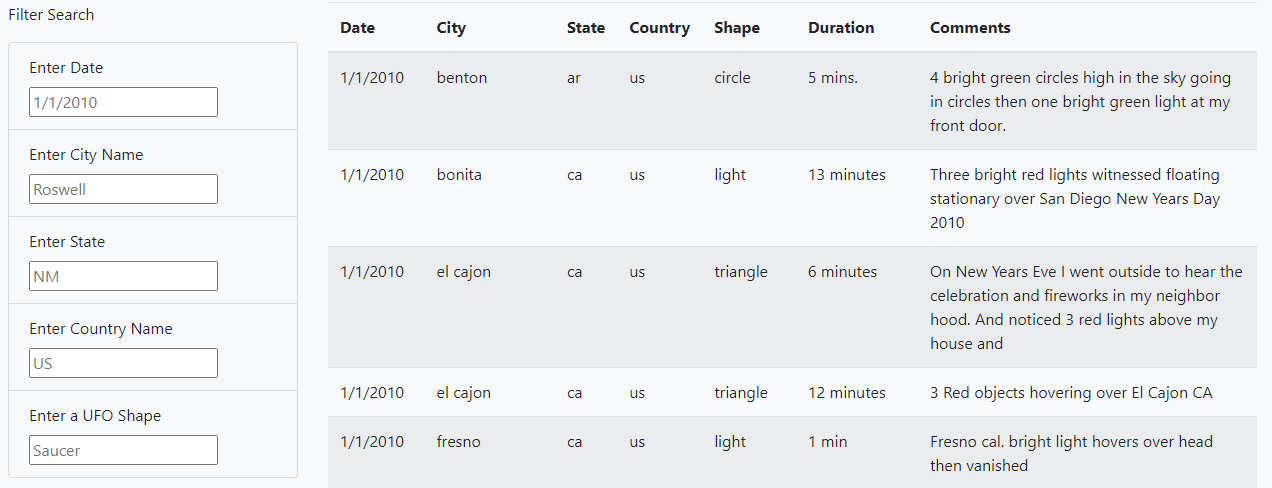 Filter Search
Enter Date
1/1/2010
Enter City Name
Roswell
Enter State
NM
Enter Country Name
US
Enter a UFO Shape
Saucer
Date City State Country Shape Duration Comments
1/1/2010 benton ar us circle 5 mins. 4 bright green circles high in the sky going
in circles then one bright green light at my
front door.
1/1/2010 bonita ca us light 13 minutes Three bright red lights witnessed floating
stationary over San Diego New Years Day
2010
1/1/2010 el cajon ca us triangle 6 minutes On New Years Eve I went outside to hear the
celebration and fireworks in my neighbor
hood. And noticed 3 red lights above my
house and
1/1/2010 el cajon ca us triangle 12 minutes 3 Red objects hovering over El Cajon CA
1/1/2010 fresno ca us light 1 min Fresno cal. bright light hovers over head
then vanished